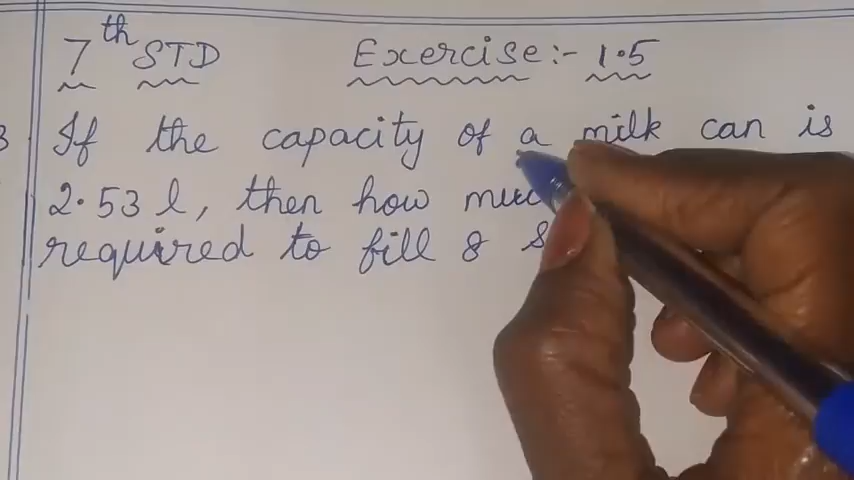 7th STD Exercise:- 1.5
3 If the capacity of a milk can is
2.53 l, then how
required to fill 8